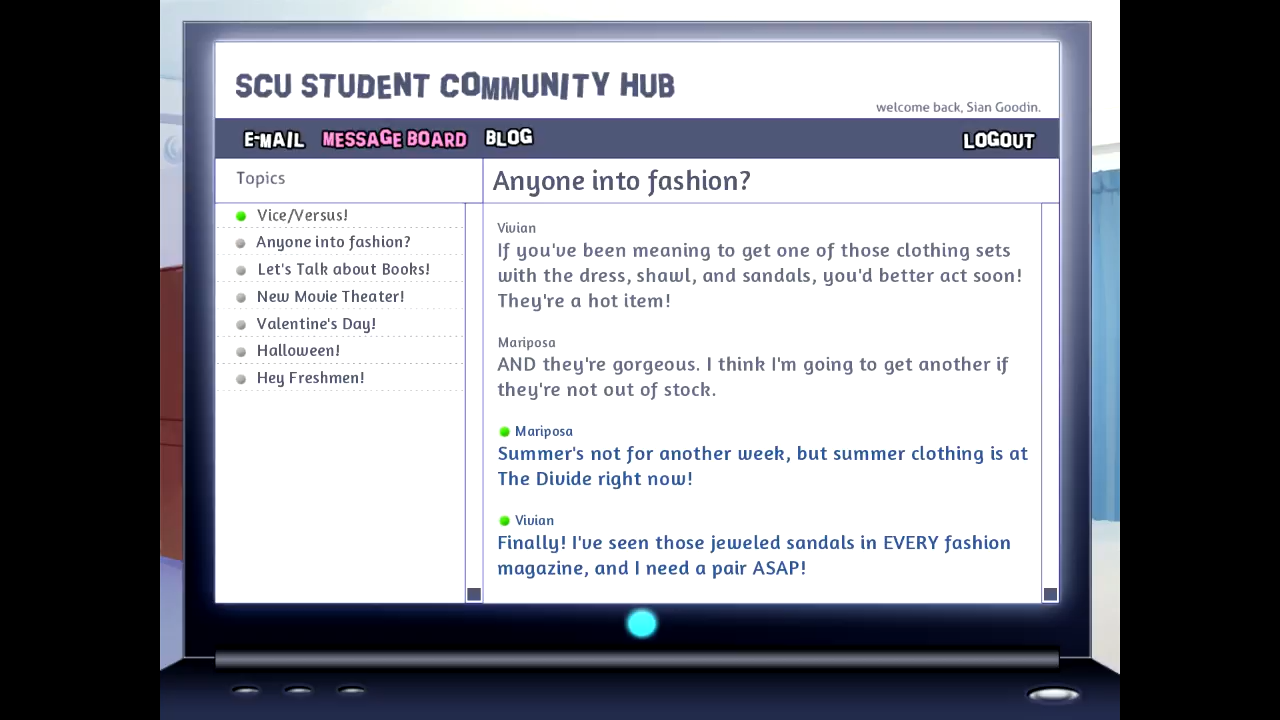 SCU STUDENT COMMUNITY HUB
welcome back, Sian Goodin.
E-MAIL MESSAGE BOARD BLOG LOGOUT
Topics
Vice/Versus!
Anyone into fashion?
Let's Talk about Books!
New Movie Theater!
Valentine's Day!
Halloween!
Hey Freshmen!
Anyone into fashion?
Vivian
If you've been meaning to get one of those clothing sets
with the dress, shawl, and sandals, you'd better act soon!
They're a hot item!
Mariposa
AND they're gorgeous. I think I'm going to get another if
they're not out of stock.
Mariposa
Summer's not for another week, but summer clothing is at
The Divide right now!
Vivian
Finally! I've seen those jeweled sandals in EVERY fashion
magazine, and I need a pair ASAP!